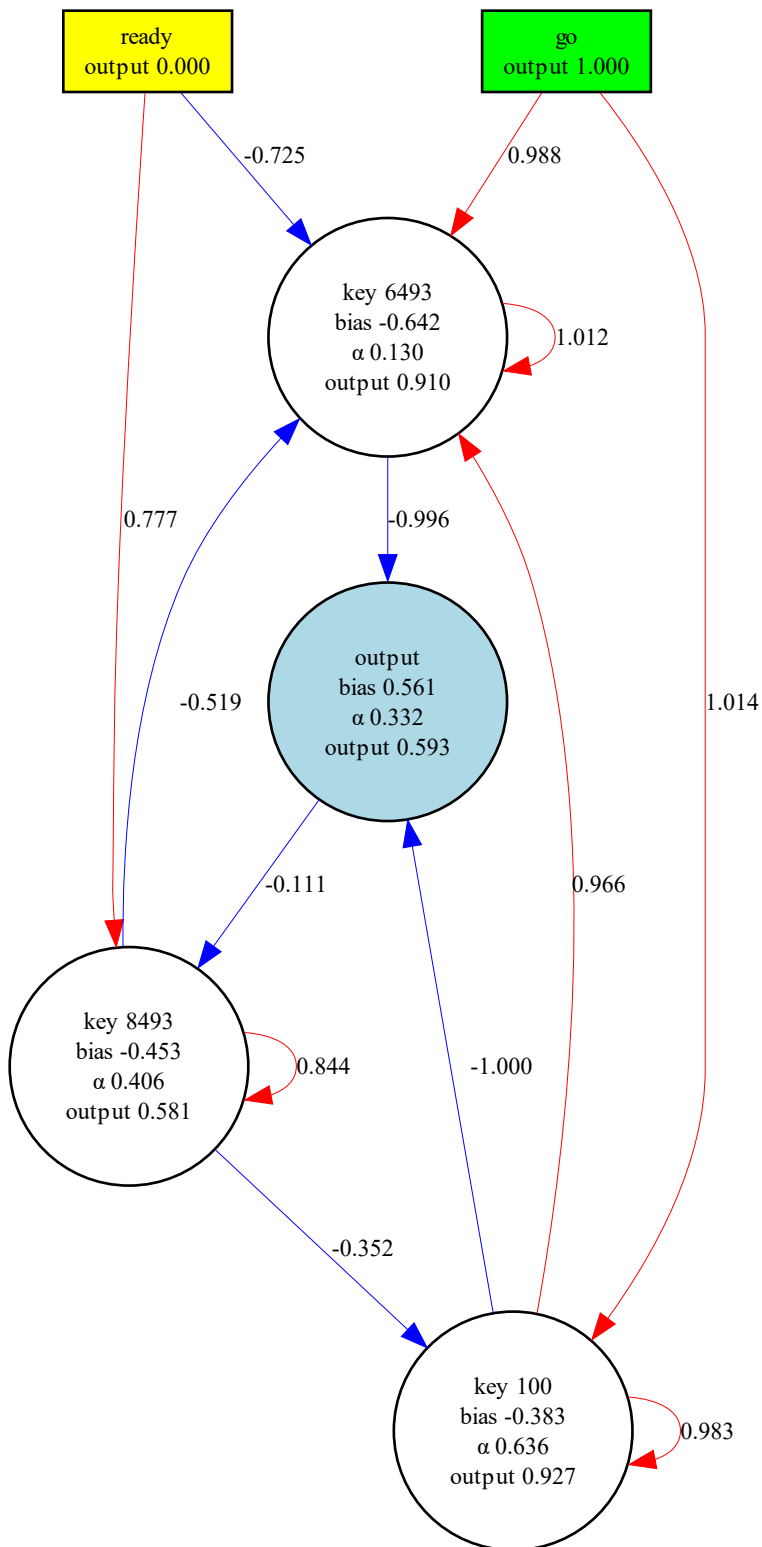 ready
output 0.000
go
output 1.000
-0.725
0.988
key 6493
bias -0.642
α 0.130
output 0.910
1.012
0.777
-0.996
-0.519
output
bias 0.561
α 0.332
output 0.593
1.014
-0.111
0.966
key 8493
bias -0.453
α 0.406
output 0.581
0.844
-1.000
-0.352
key 100
bias -0.383
α 0.636
output 0.927
0.983